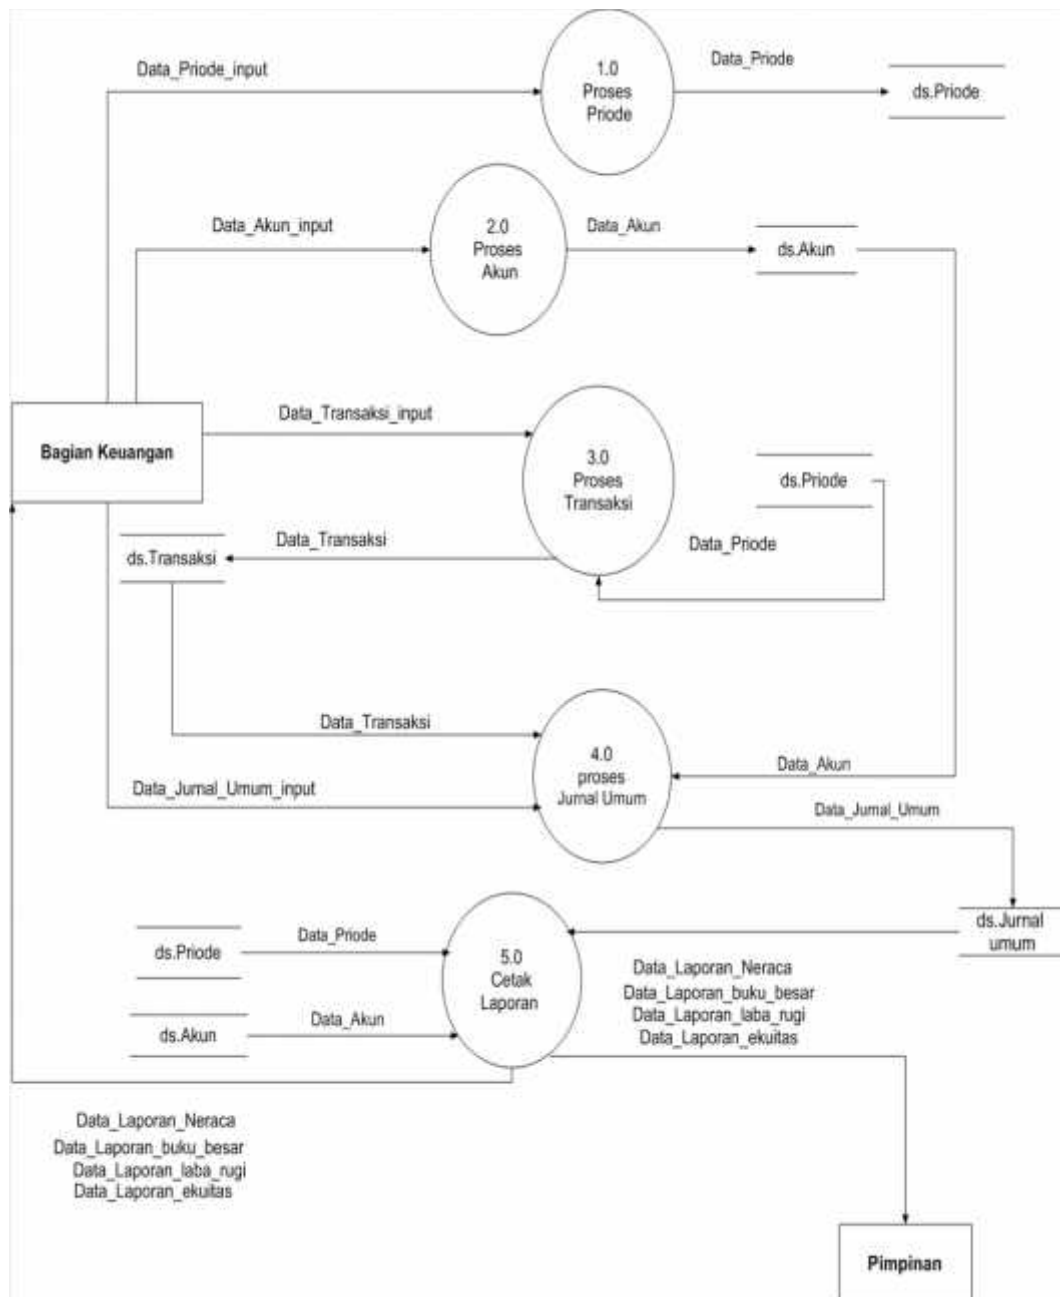 Data_Priode_input
1.0
Proses
Priode
Data_Priode
ds.Priode
Data_Akun_input
2.0
Proses
Akun
Data_Akun
ds.Akun
Bagian Keuangan
Data_Transaksi_input
3.0
Proses
Transaksi
ds.Priode
Data_Priode
ds.Transaksi
Data_Transaksi
Data_Transaksi
4.0
proses
Jurnal Umum
Data_Akun
Data_Jurnal_Umum_input
Data_Jurnal_Umum
ds.Jurnal
umum
ds.Priode
Data_Priode
5.0
Cetak
Laporan
ds.Akun
Data_Akun
Data_Laporan_Neraca
Data_Laporan_buku_besar
Data_Laporan_laba_rugi
Data_Laporan_ekuitas
Data_Laporan_Neraca
Data_Laporan_buku_besar
Data_Laporan_laba_rugi
Data_Laporan_ekuitas
Pimpinan